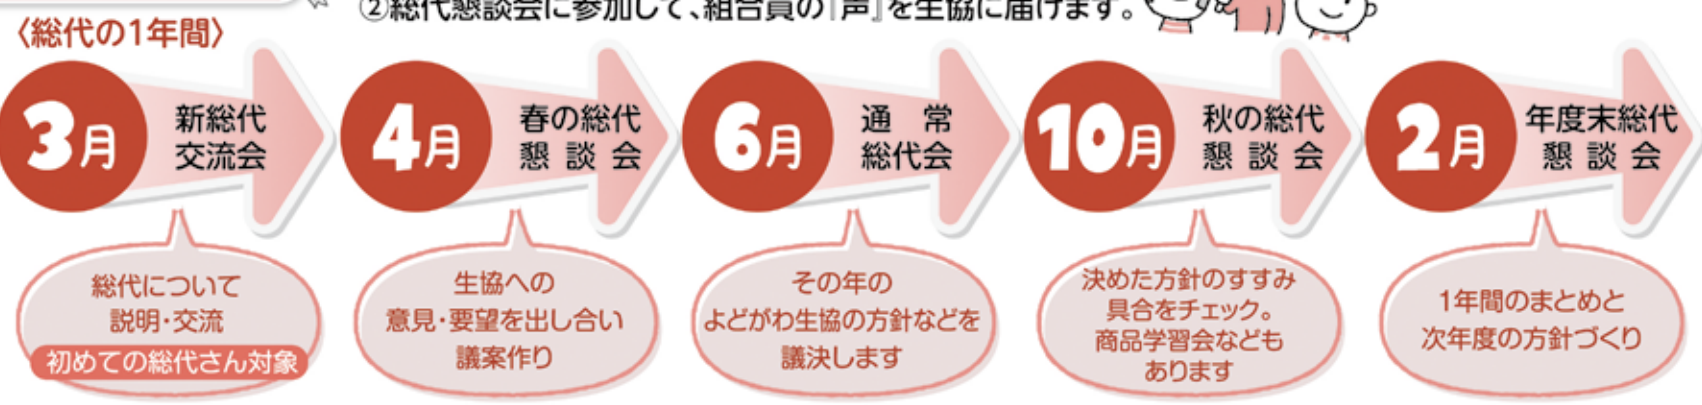 ②総代懇談会に参加して、組合員の『声』を生協に届けます。
〈総代の1年間〉
3月
新総代
交流会
総代について
説明・交流
初めての総代さん対象
4月
春の総代
懇談会
生協への
意見・要望を出し合い
議案作り
6月
通常
総代会
その年の
よどがわ生協の方針などを
議決します
10月
秋の総代
懇談会
決めた方針のすすみ
具合をチェック。
商品学習会なども
あります
2月
年度末総代
懇談会
1年間のまとめと
次年度の方針づくり